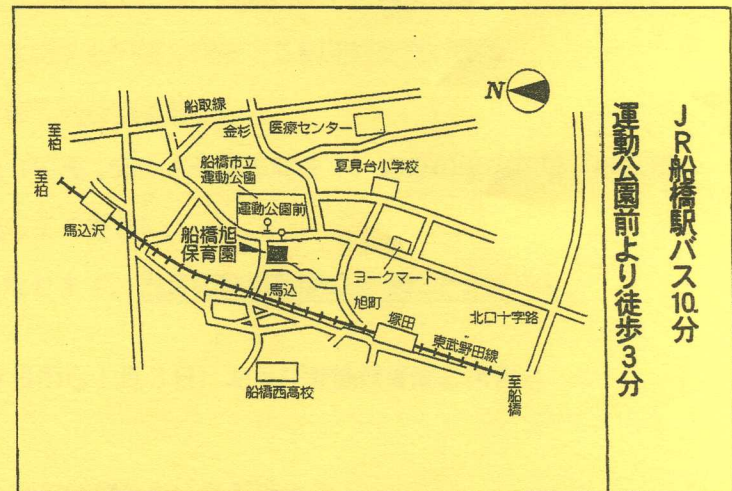 JR船橋駅バス10分
運動公園前より徒歩3分
N
船取線
至柏
金杉
医療センター
船橋市立
運動公園
夏見台小学校
至柏
運動公園前
馬込沢
船橋旭
保育園
ヨークマート
馬込
旭町
北口十字路
塚田
東武野田線
船橋西高校
至船橋